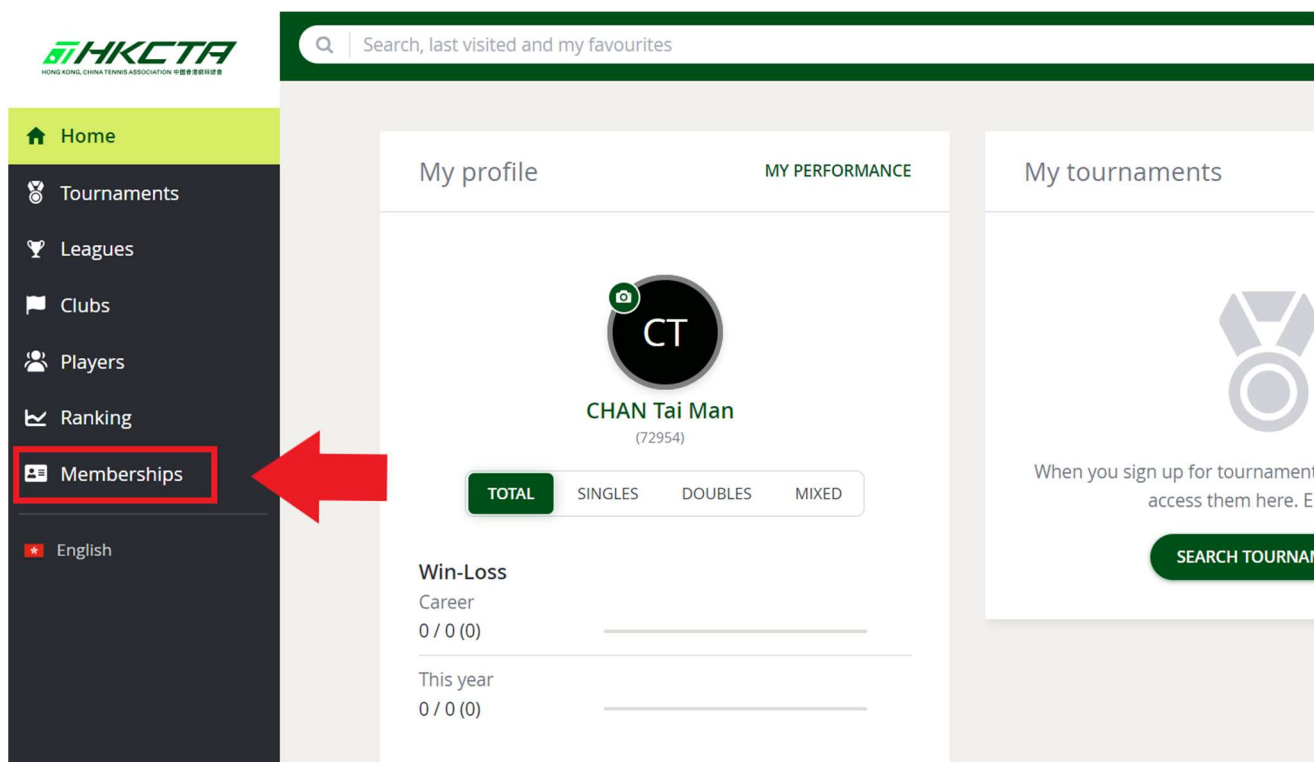 HKCTA
HONG KONG, CHINA TENNIS ASSOCIATION 中國香港網球總會
Search, last visited and my favourites
Home
Tournaments
Leagues
Clubs
Players
Ranking
Memberships
English
My profile
MY PERFORMANCE
CT
CHAN Tai Man
(72954)
TOTAL SINGLES DOUBLES MIXED
Win-Loss
Career
0 / 0 (0)
This year
0 / 0 (0)
My tournaments
When you sign up for tournament
access them here. E
SEARCH TOURNA